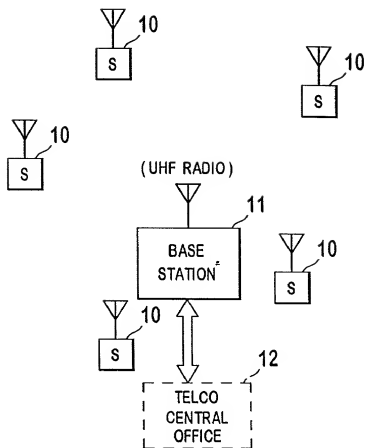 10
S
10
S
10
S
(UHF RADIO)
11
BASE
STATION
10
S
10
S
12
TELCO
CENTRAL
OFFICE